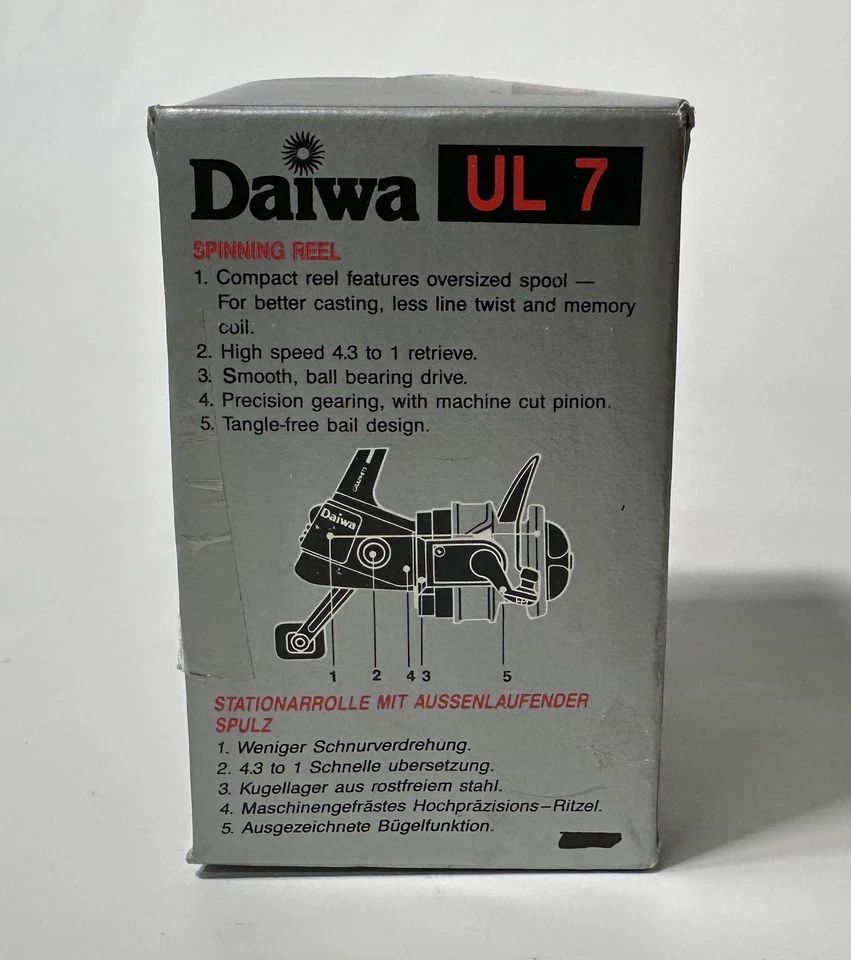 Daiwa UL 7
SPINNING REEL
1. Compact reel features oversized spool —
For better casting, less line twist and memory
coil.
2. High speed 4.3 to 1 retrieve.
3. Smooth, ball bearing drive.
4. Precision gearing, with machine cut pinion.
5. Tangle-free bail design.
GRAPHITE
Daiwa
1 2 4 3 5
STATIONARROLLE MIT AUSSENLAUFENDER
SPULZ
1. Weniger Schnurverdrehung.
2. 4.3 to 1 Schnelle ubersetzung.
3. Kugellager aus rostfreiem stahl.
4. Maschinengefrästes Hochpräzisions–Ritzel.
5. Ausgezeichnete Bügelfunktion.